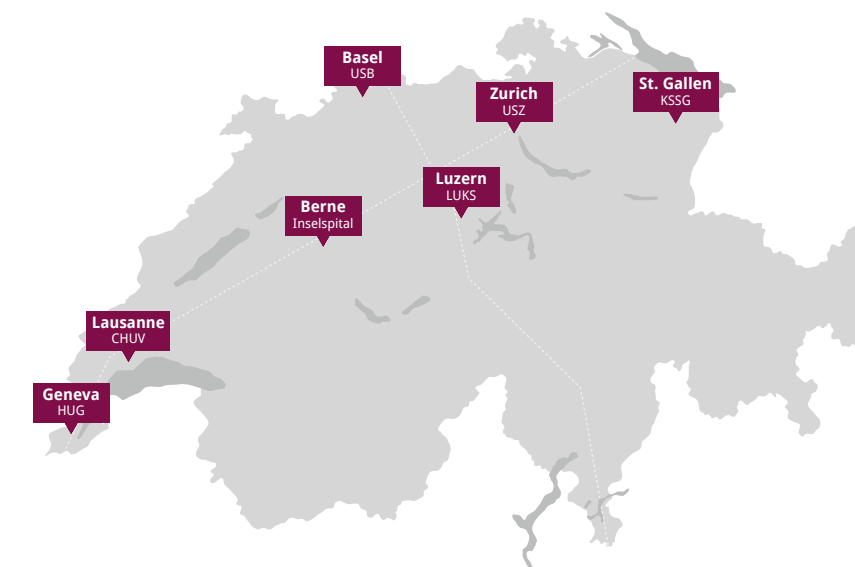 Basel
USB
St. Gallen
KSSG
Zurich
USZ
Luzern
LUKS
Berne
Inselspital
Lausanne
CHUV
Geneva
HUG